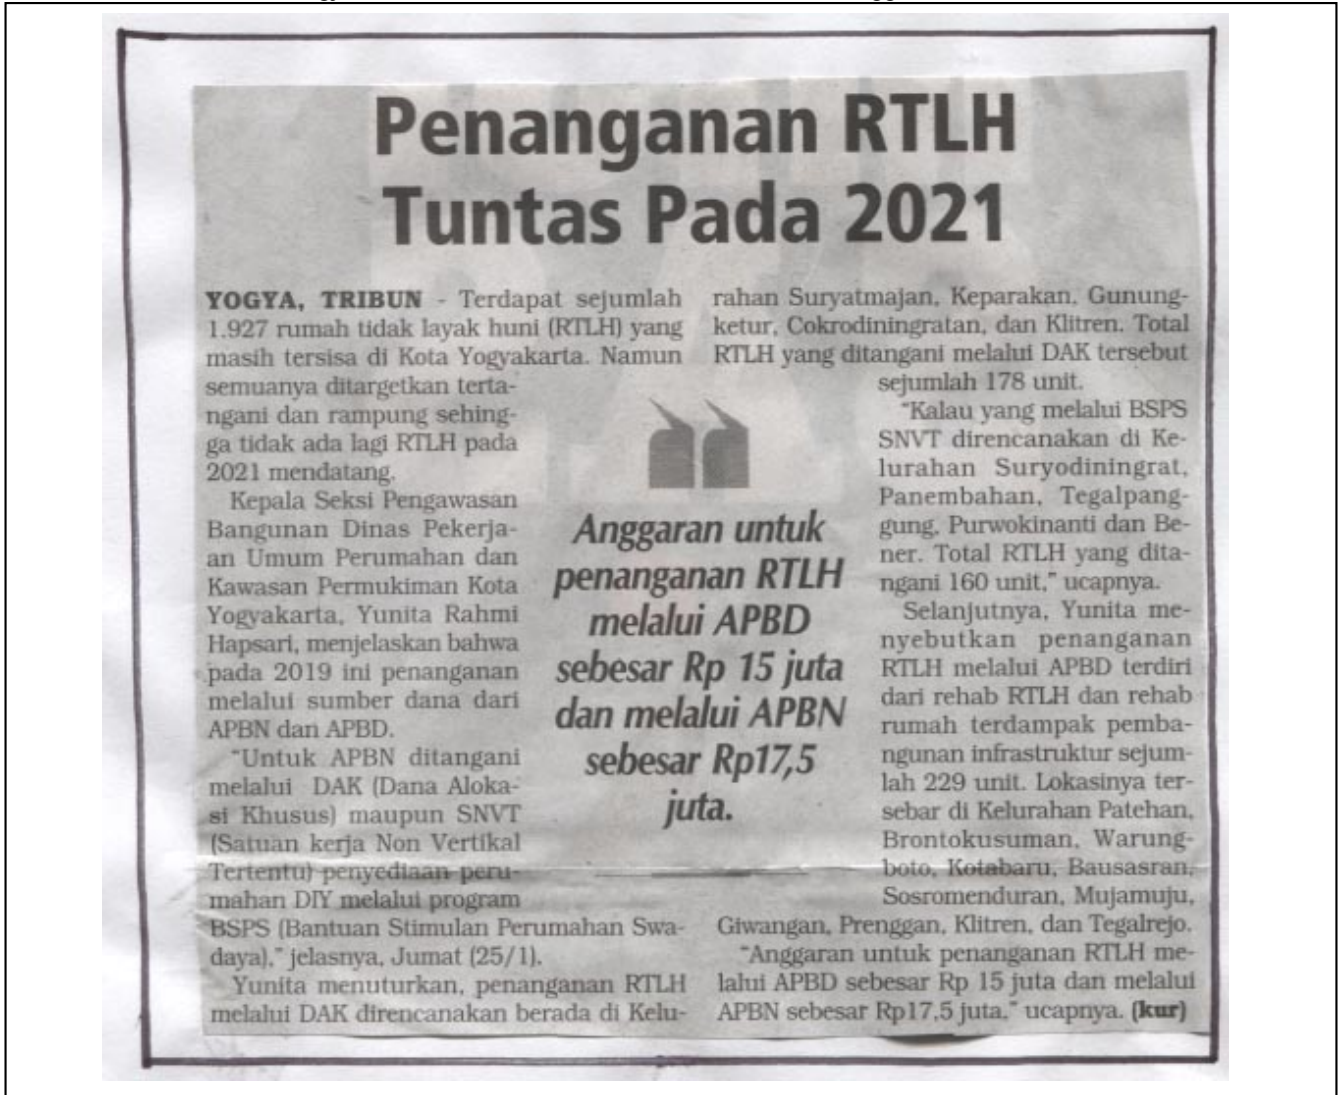 Penanganan RTLH
Tuntas Pada 2021
YOGYA, TRIBUN - Terdapat sejumlah
1.927 rumah tidak layak huni (RTLH) yang
masih tersisa di Kota Yogyakarta. Namun
semuanya ditargetkan terta-
ngani dan rampung sehing-
ga tidak ada lagi RTLH pada
2021 mendatang.
Kepala Seksi Pengawasan
Bangunan Dinas Pekerja-
an Umum Perumahan dan
Kawasan Permukiman Kota
Yogyakarta, Yunita Rahmi
Hapsari, menjelaskan bahwa
pada 2019 ini penanganan
melalui sumber dana dari
APBN dan APBD.
"Untuk APBN ditangani
melalui DAK (Dana Aloka-
si Khusus) maupun SNVT
(Satuan kerja Non Vertikal
Tertentu) penyediaan peru-
mahan DIY melalui program
BSPS (Bantuan Stimulan Perumahan Swa-
daya)," jelasnya, Jumat (25/1).
Yunita menuturkan, penanganan RTLH
melalui DAK direncanakan berada di Kelu-
Anggaran untuk
penanganan RTLH
melalui APBD
sebesar Rp 15 juta
dan melalui APBN
sebesar Rp17,5
juta.
rahan Suryatmajan, Keparakan, Gunung-
ketur, Cokrodiningratan, dan Klitren. Total
RTLH yang ditangani melalui DAK tersebut
sejumlah 178 unit.
"Kalau yang melalui BSPS
SNVT direncanakan di Ke-
lurahan Suryodiningrat,
Panembahan, Tegalpang-
gung, Purwokinanti dan Be-
ner. Total RTLH yang dita-
ngani 160 unit," ucapnya.
Selanjutnya, Yunita me-
nyebutkan penanganan
RTLH melalui APBD terdiri
dari rehab RTLH dan rehab
rumah terdampak pemba-
ngunan infrastruktur sejum-
lah 229 unit. Lokasinya ter-
sebar di Kelurahan Patehan,
Brontokusuman, Warung-
boto, Kotabaru, Bausasran,
Sosromenduran, Mujamuju,
Giwangan, Prenggan, Klitren, dan Tegalrejo.
"Anggaran untuk penanganan RTLH me-
lalui APBD sebesar Rp 15 juta dan melalui
APBN sebesar Rp17,5 juta," ucapnya. (kur)